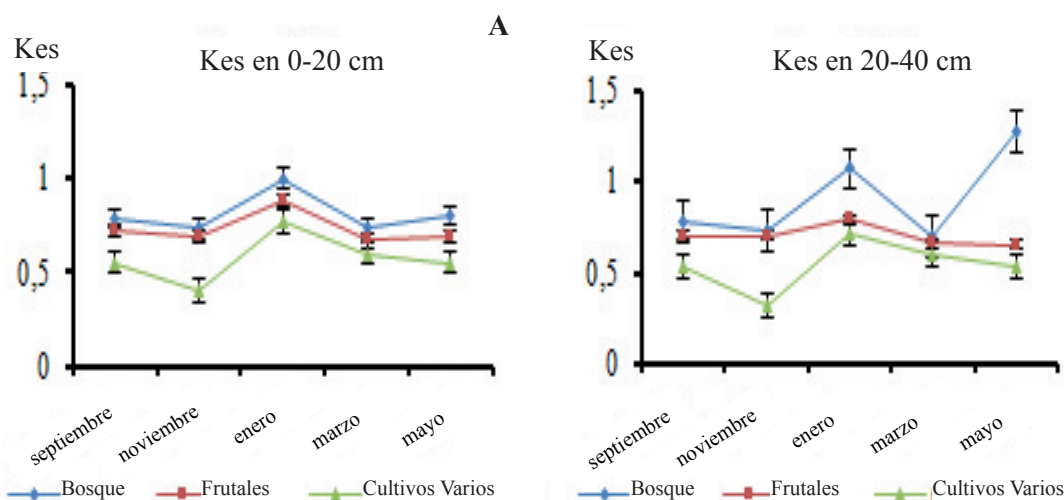 A
Kes
Kes en 0-20 cm
1,5
1
0,5
0
septiembre
noviembre
enero
marzo
mayo
Bosque
Frutales
Cultivos Varios
Kes
Kes en 20-40 cm
1,5
1
0,5
0
septiembre
noviembre
enero
marzo
mayo
Bosque
Frutales
Cultivos Varios